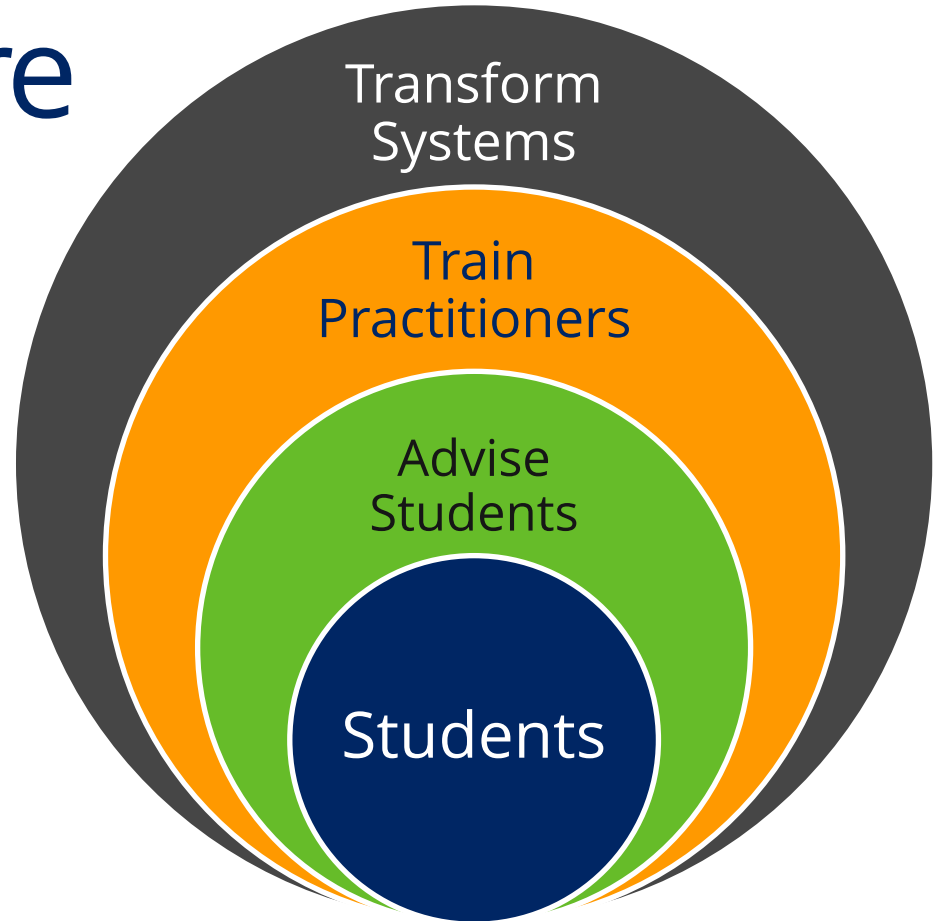 Transform
Systems
Train
Practitioners
Advise
Students
Students